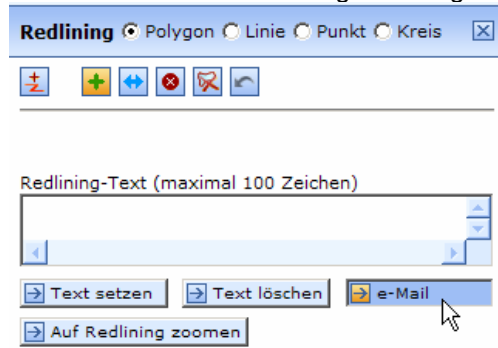 Redlining Polygon Linie Punkt Kreis
Redlining-Text (maximal 100 Zeichen)
Text setzen Text löschen e-Mail
Auf Redlining zoomen